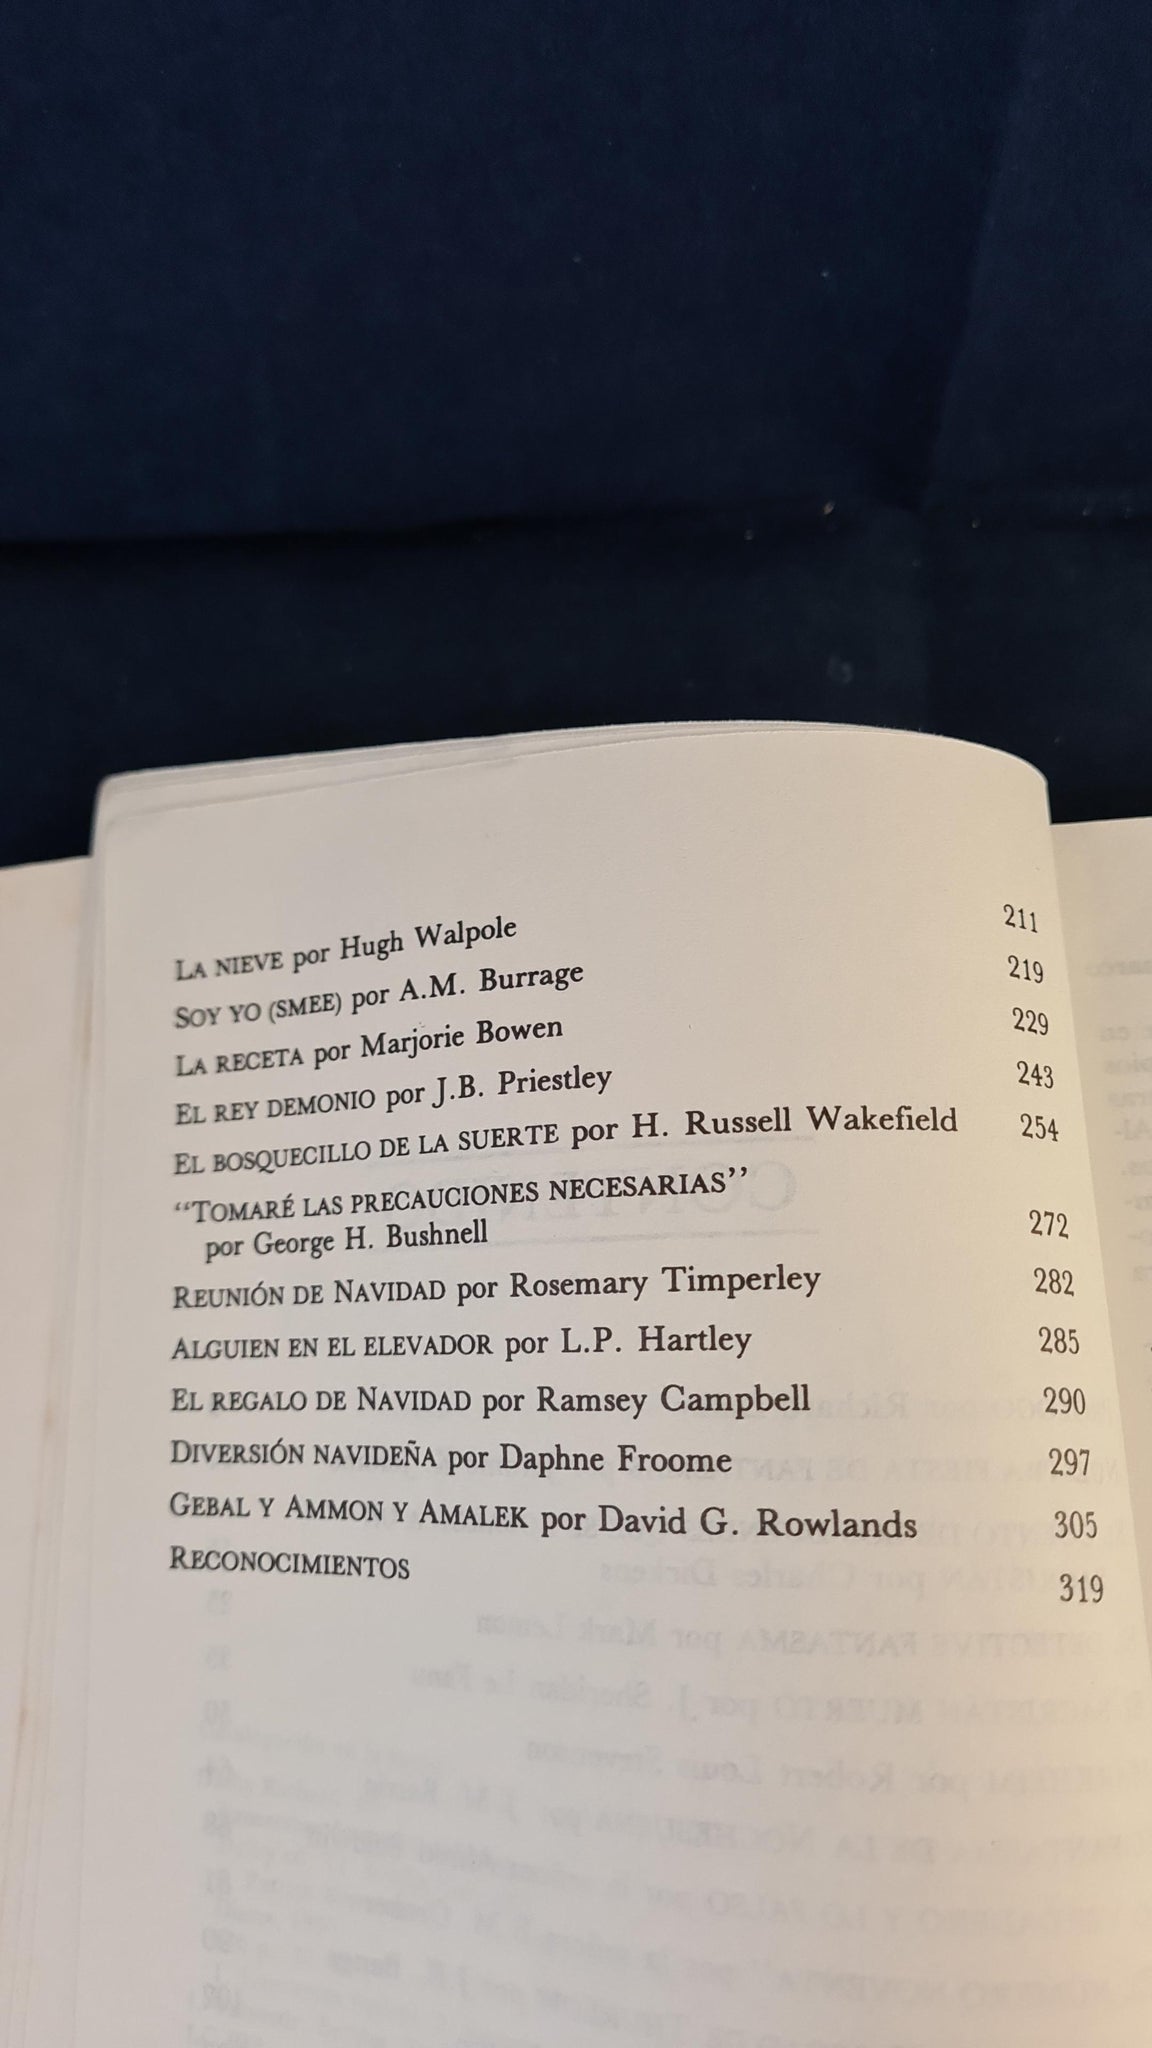 LA NIEVE por Hugh Walpole 211
SOY YO (SMEE) por A.M. Burrage 219
LA RECETA por Marjorie Bowen 229
EL REY DEMONIO por J.B. Priestley 243
EL BOSQUECILLO DE LA SUERTE por H. Russell Wakefield 254
“TOMARÉ LAS PRECAUCIONES NECESARIAS”
por George H. Bushnell 272
REUNIÓN DE NAVIDAD por Rosemary Timperley 282
ALGUIEN EN EL ELEVADOR por L.P. Hartley 285
EL REGALO DE NAVIDAD por Ramsey Campbell 290
DIVERSIÓN NAVIDEÑA por Daphne Froome 297
GEBAL Y AMMON Y AMALEK por David G. Rowlands 305
RECONOCIMIENTOS 319